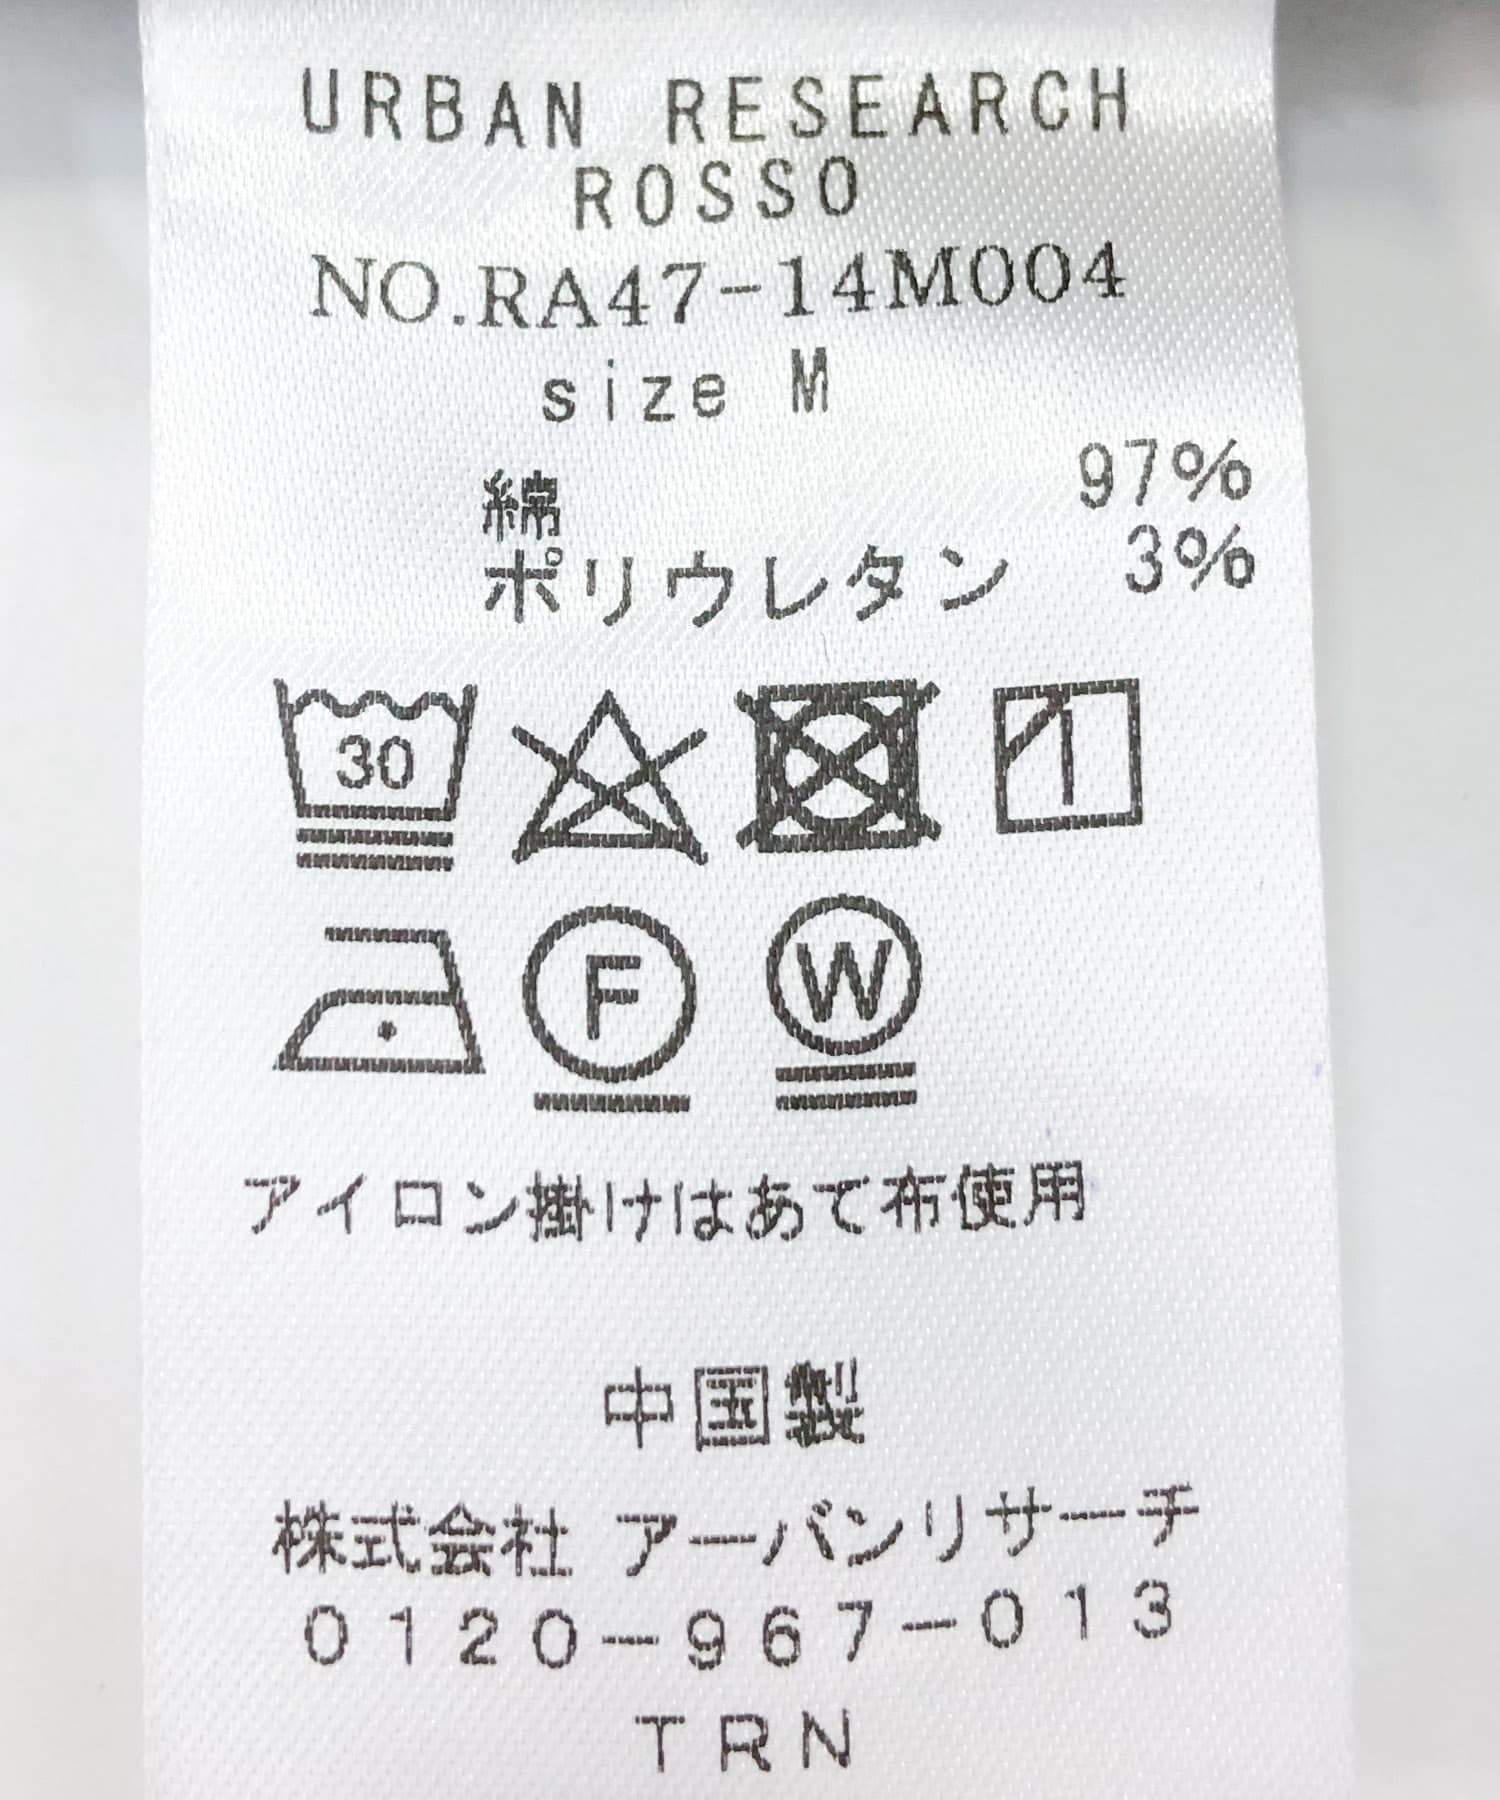 URBAN RESEARCH
ROSSO
NO.RA47-14M004
size M
綿 97%
ポリウレタン 3%
30
F W
アイロン掛けはあて布使用
中国製
株式会社 アーバンリサーチ
0120-967-013
TRN